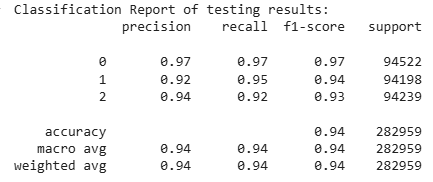 Classification Report of testing results:
precision recall f1-score support
0 0.97 0.97 0.97 94522
1 0.92 0.95 0.94 94198
2 0.94 0.92 0.93 94239
accuracy 0.94 282959
macro avg 0.94 0.94 0.94 282959
weighted avg 0.94 0.94 0.94 282959